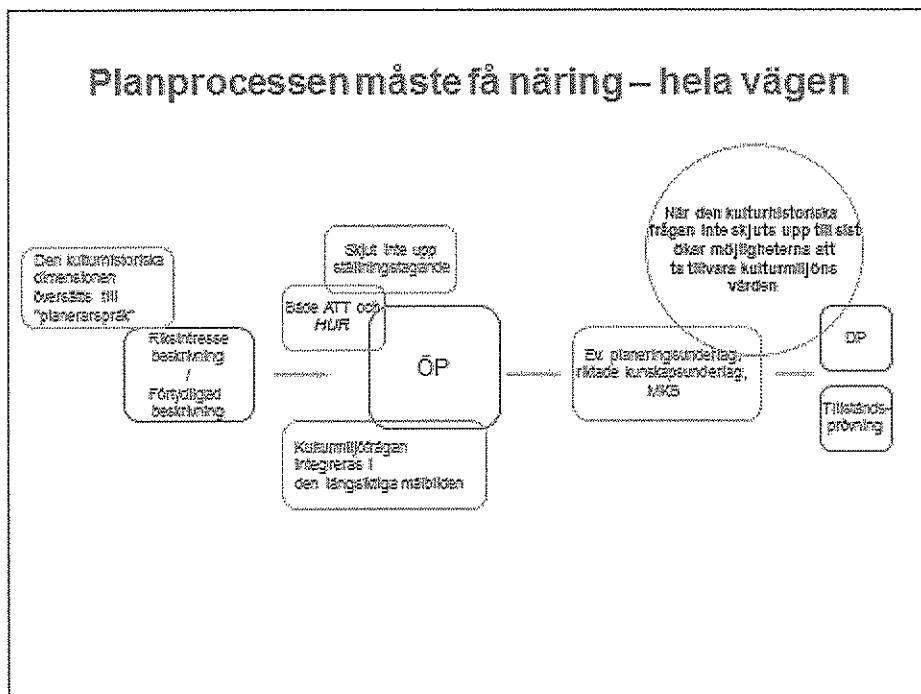 Planprocessen måste få näring – hela vägen
När den kulturhistoriska
frågan inte skjuts upp till sist
ökar möjligheterna att
ta tillvara kulturmiljöns
värden
Skjut inte upp
ställningstagande
Den kulturhistoriska
dimensionen
översätts till
"planerarspråk"
Både ATT och
HUR
Riksintresse
beskrivning
/
Förtydligad
beskrivning
ÖP
Ev. planeringsunderlag,
riktade kunskapsunderlag,
MKB
DP
Tillstånds-
prövning
Kulturmiljöfrågan
integreras i
den långsiktiga målbilden